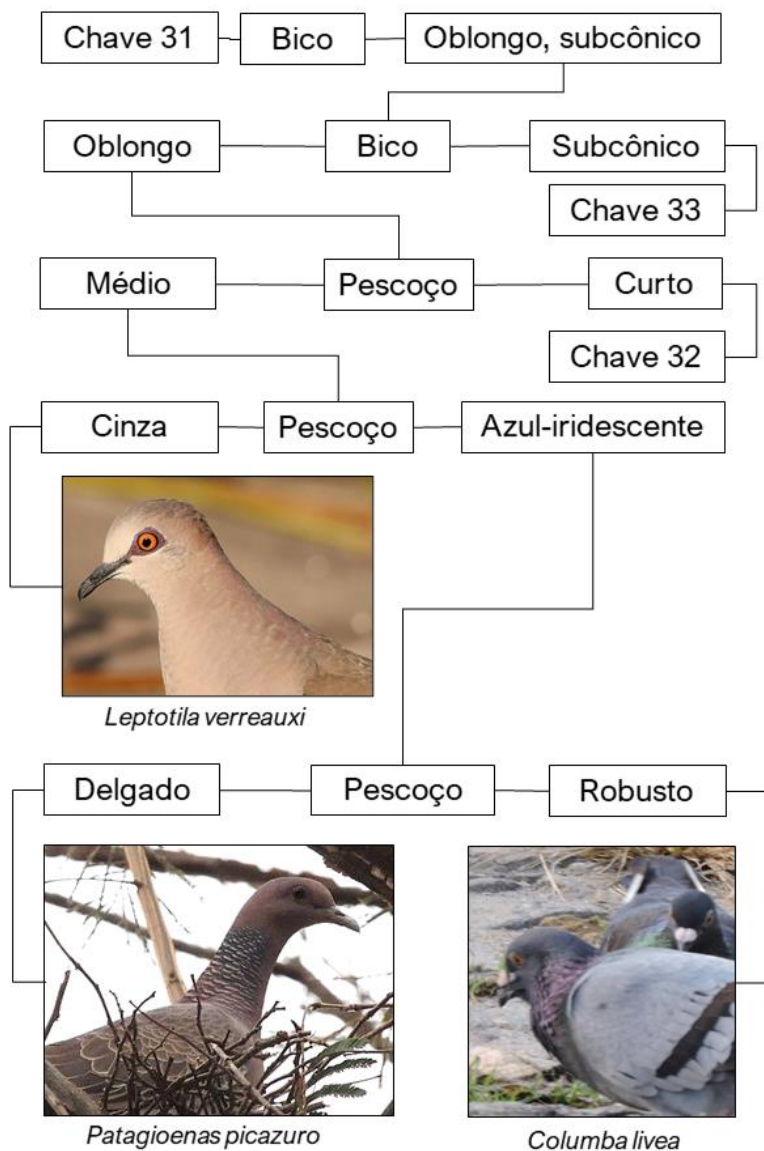 Chave 31 Bico Oblongo, subcônico
Oblongo Bico Subcônico
Chave 33
Médio Pescoço Curto
Chave 32
Cinza Pescoço Azul-iridescente
Leptotila verreauxi
Delgado Pescoço Robusto
Patagioenas picazuro Columba livea